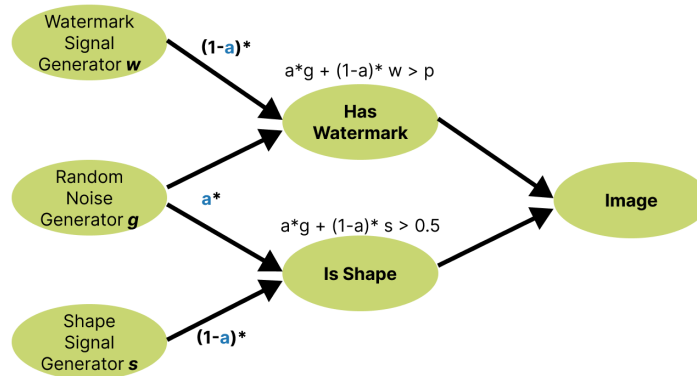 Watermark
Signal
Generator w
(1-a)*
a*g + (1-a)* w > p
Has
Watermark
Random
Noise
Generator g
a*
Image
a*g + (1-a)* s > 0.5
Is Shape
Shape
Signal
Generator s
(1-a)*